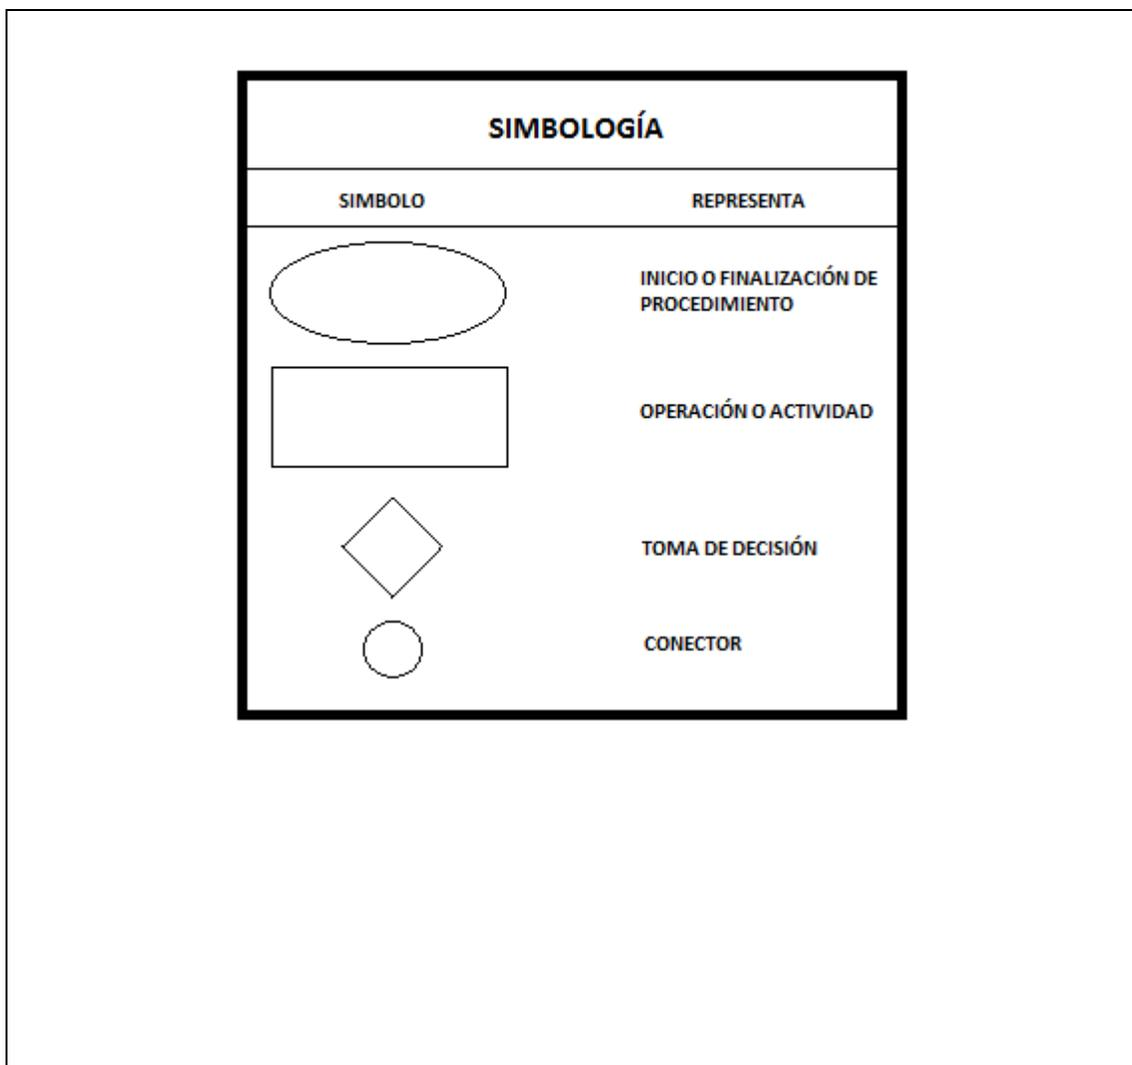 SIMBOLOGÍA
SIMBOLO REPRESENTA
INICIO O FINALIZACIÓN DE
PROCEDIMIENTO
OPERACIÓN O ACTIVIDAD
TOMA DE DECISIÓN
CONECTOR